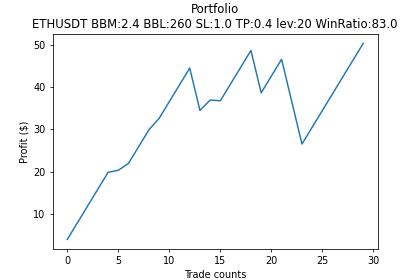 Portfolio
ETHUSDT BBM:2.4 BBL:260 SL:1.0 TP:0.4 lev:20 WinRatio:83.0
50
40
30
20
10
Profit ($)
0 5 10 15 20 25 30
Trade counts